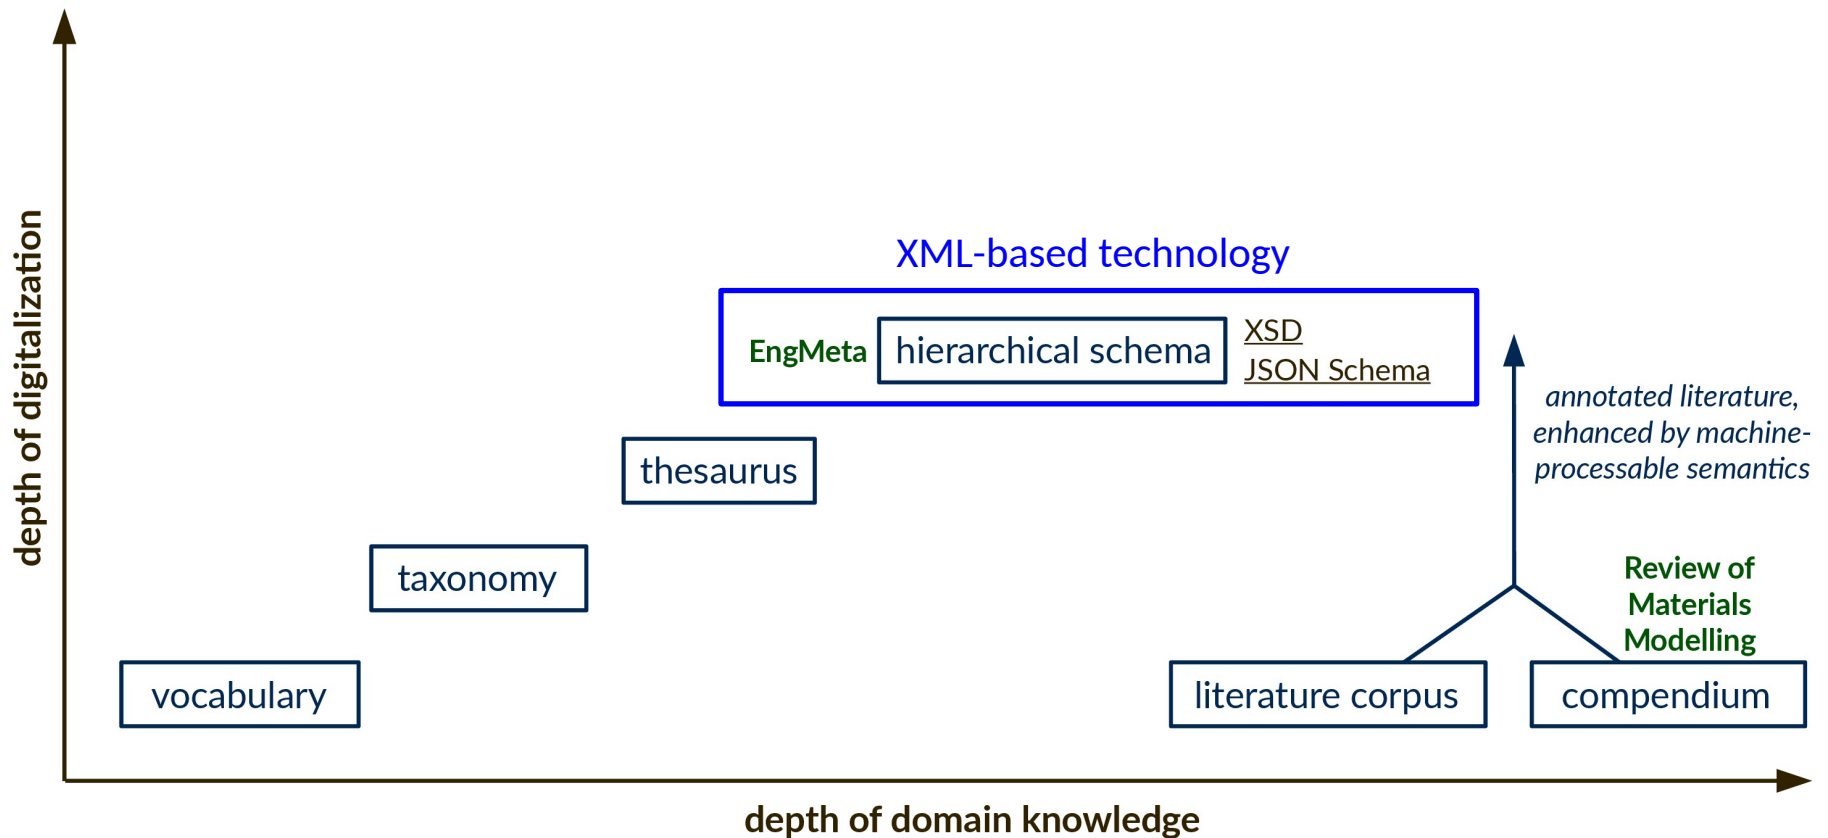 depth of digitalization
XML-based technology
EngMeta
hierarchical schema
XSD
JSON Schema
annotated literature,
enhanced by machine-
processable semantics
thesaurus
taxonomy
Review of
Materials
Modelling
vocabulary
literature corpus
compendium
depth of domain knowledge